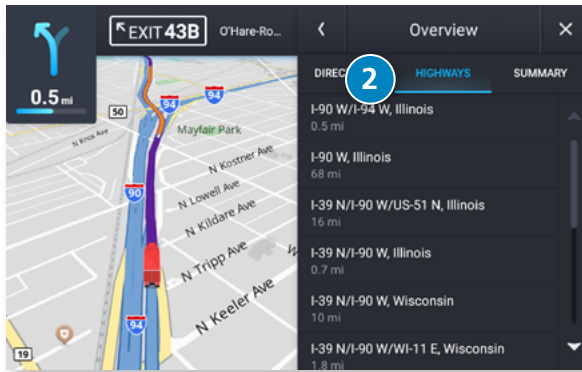 EXIT 43B
O'Hare-Ro...
0.5 mi
50
94
94
N Knox Ave
Mayfair Park
N Kostner Ave
90
N Lowell Ave
N Kildare Ave
N Tripp Ave
W
N Keeler Ave
94
19
Overview
DIREC
2
HIGHWAYS
SUMMARY
I-90 W/I-94 W, Illinois
0.5 mi
I-90 W, Illinois
68 mi
I-39 N/I-90 W/US-51 N, Illinois
16 mi
I-39 N/I-90 W, Illinois
0.7 mi
I-39 N/I-90 W, Wisconsin
10 mi
I-39 N/I-90 W/WI-11 E, Wisconsin
1.8 mi